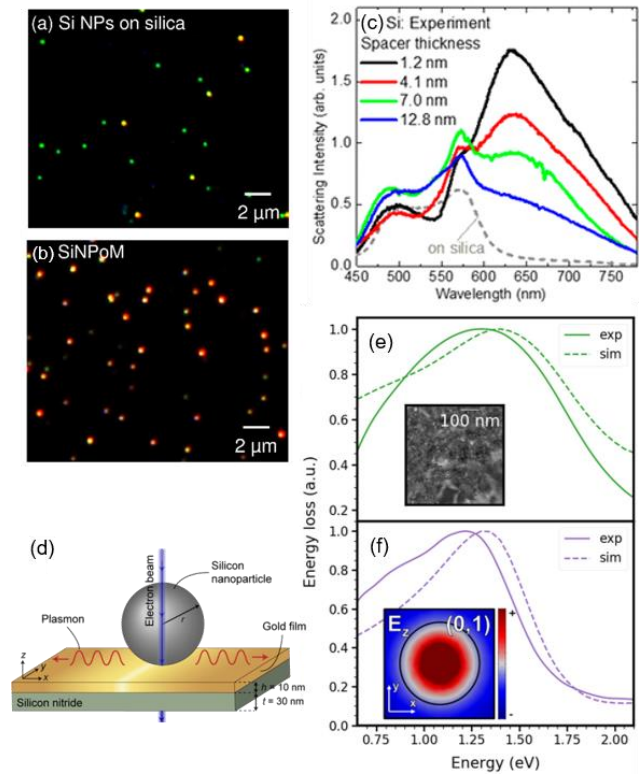 (a) Si NPs on silica
2 μm
(b) SiNPoM
2 μm
(c) Si: Experiment
Spacer thickness
1.2 nm
4.1 nm
7.0 nm
12.8 nm
on silica
Scattering Intensity (arb. units)
2.0
1.5
1.0
0.5
0.0
450 500 550 600 650 700 750
Wavelength (nm)
(d)
Electron beam
Silicon
nanoparticle
r
Plasmon
Gold film
z
y
x
h = 10 nm
Silicon nitride
t = 30 nm
(e)
exp
sim
100 nm
1.0
0.8
0.6
0.4
0.2
Energy loss (a.u.)
(f)
exp
sim
Ez (0,1)
+
-
y
x
1.0
0.8
0.6
0.4
0.2
0.0
0.75 1.00 1.25 1.50 1.75 2.00
Energy (eV)